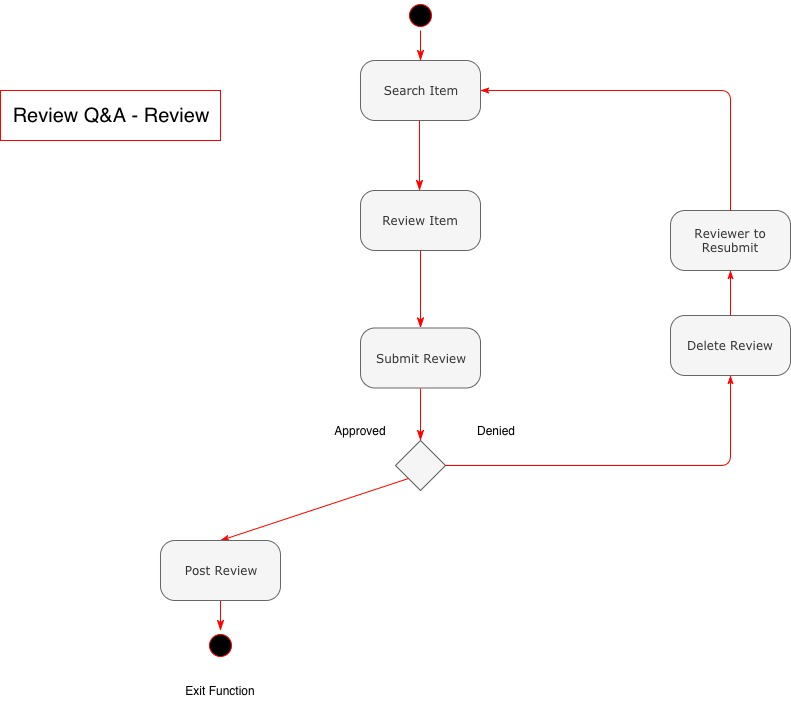 Search Item
Review Q&A - Review
Review Item
Reviewer to
Resubmit
Delete Review
Submit Review
Approved
Denied
Post Review
Exit Function